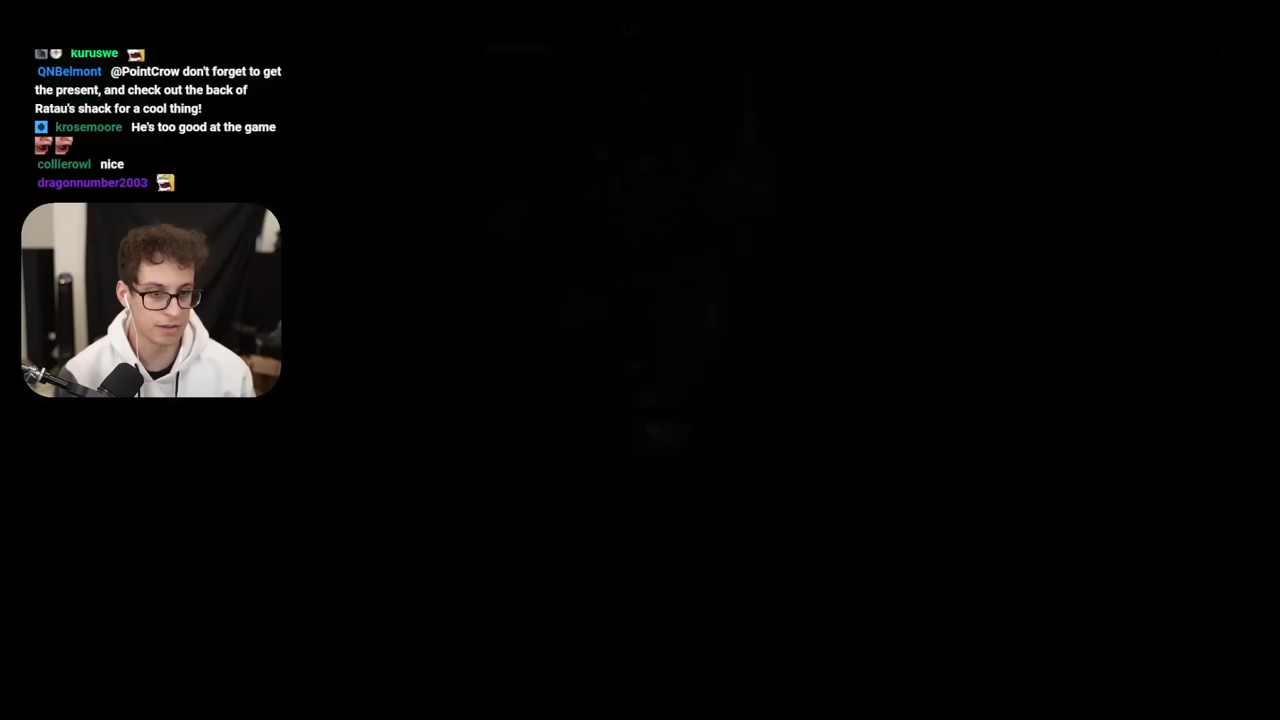 kuruswe
QNBelmont @PointCrow don't forget to get
the present, and check out the back of
Ratau's shack for a cool thing!
krosemoore He's too good at the game
collierowl nice
dragonnumber2003